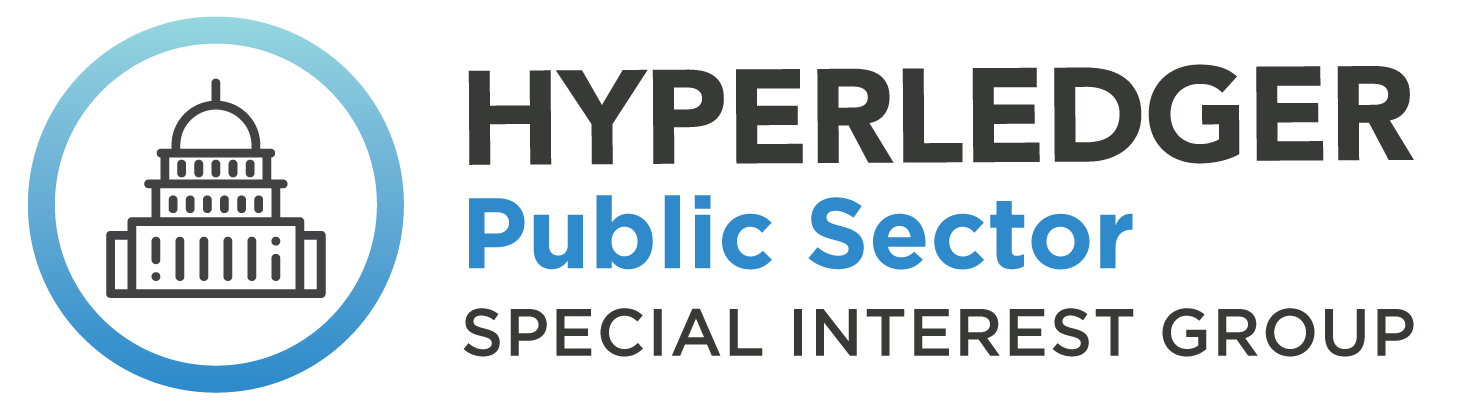 HYPERLEDGER
Public Sector
SPECIAL INTEREST GROUP